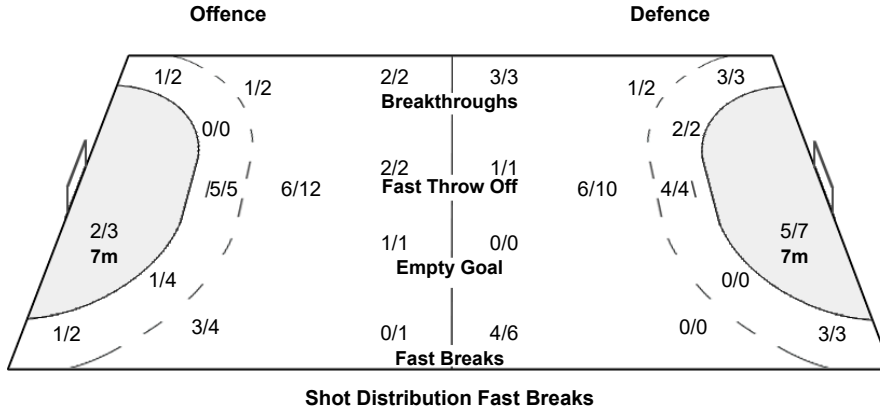 Offence Defence
1/2 2/2 3/3 3/3
1/2 1/2
Breakthroughs
0/0 2/2
2/2 1/1
5/5 6/12 Fast Throw Off 6/10 4/4
2/3 5/7
7m 1/1 0/0 7m
Empty Goal
1/4 0/0
1/2 3/4 0/1 4/6 0/0 3/3
Fast Breaks
Shot Distribution Fast Breaks